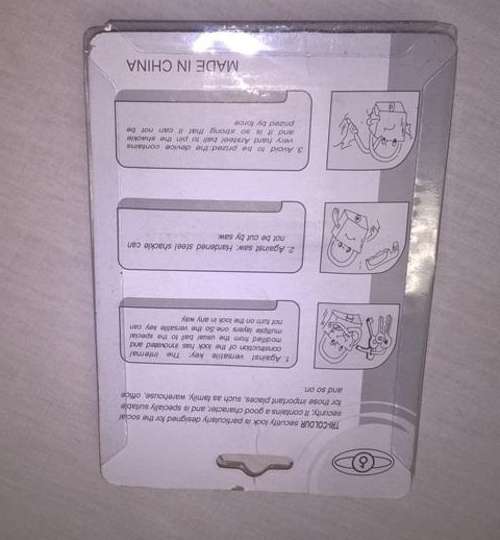 TRI-COLOUR security lock is particularly designed for the social
security; It contains a good character, and is specially suitable
for those important places, such as family, warehouse, office
and so on
1. Against versatile key: The internal
construction of the lock has innovated and
modified from the usual ball to the special
multiple layers one.So the versatile key can
not turn on the lock in any way.
2. Against saw: Hardened steel shackle can
not be cut by saw.
3. Avoid to be prized:the device contains
very hard Arsteel ball to pin the shackle
and it is so strong that it can not be
prized by force
MADE IN CHINA